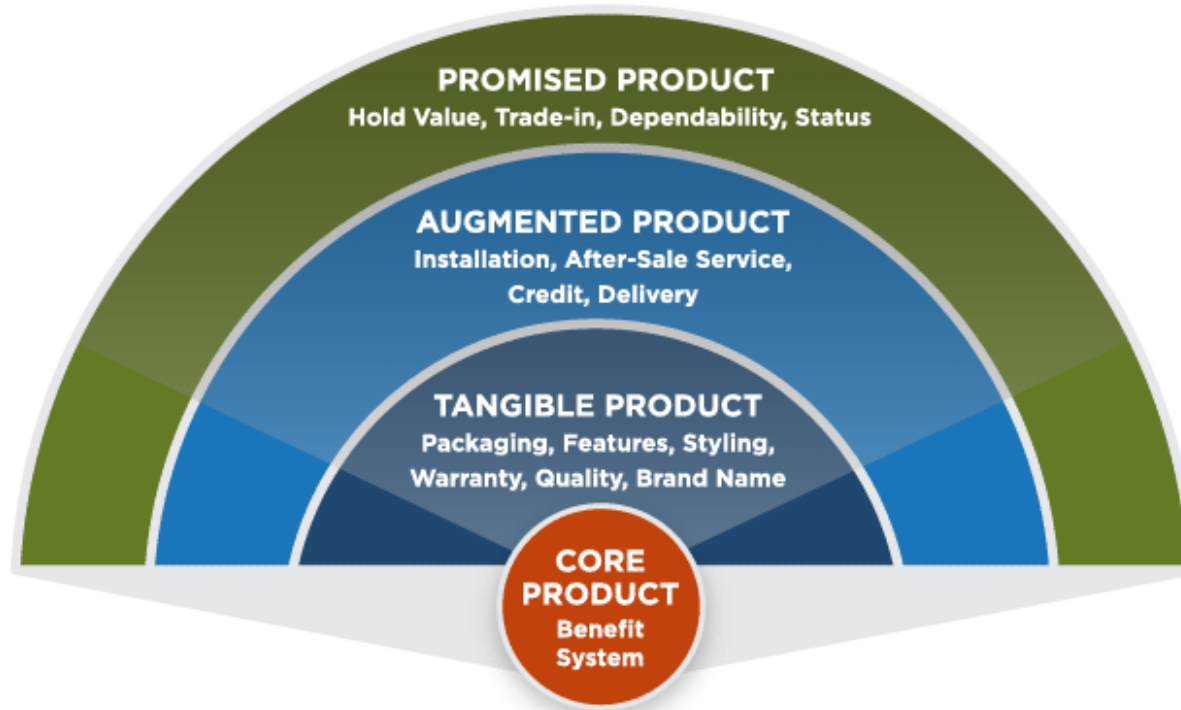 PROMISED PRODUCT
Hold Value, Trade-in, Dependability, Status
AUGMENTED PRODUCT
Installation, After-Sale Service,
Credit, Delivery
TANGIBLE PRODUCT
Packaging, Features, Styling,
Warranty, Quality, Brand Name
CORE
PRODUCT
Benefit
System